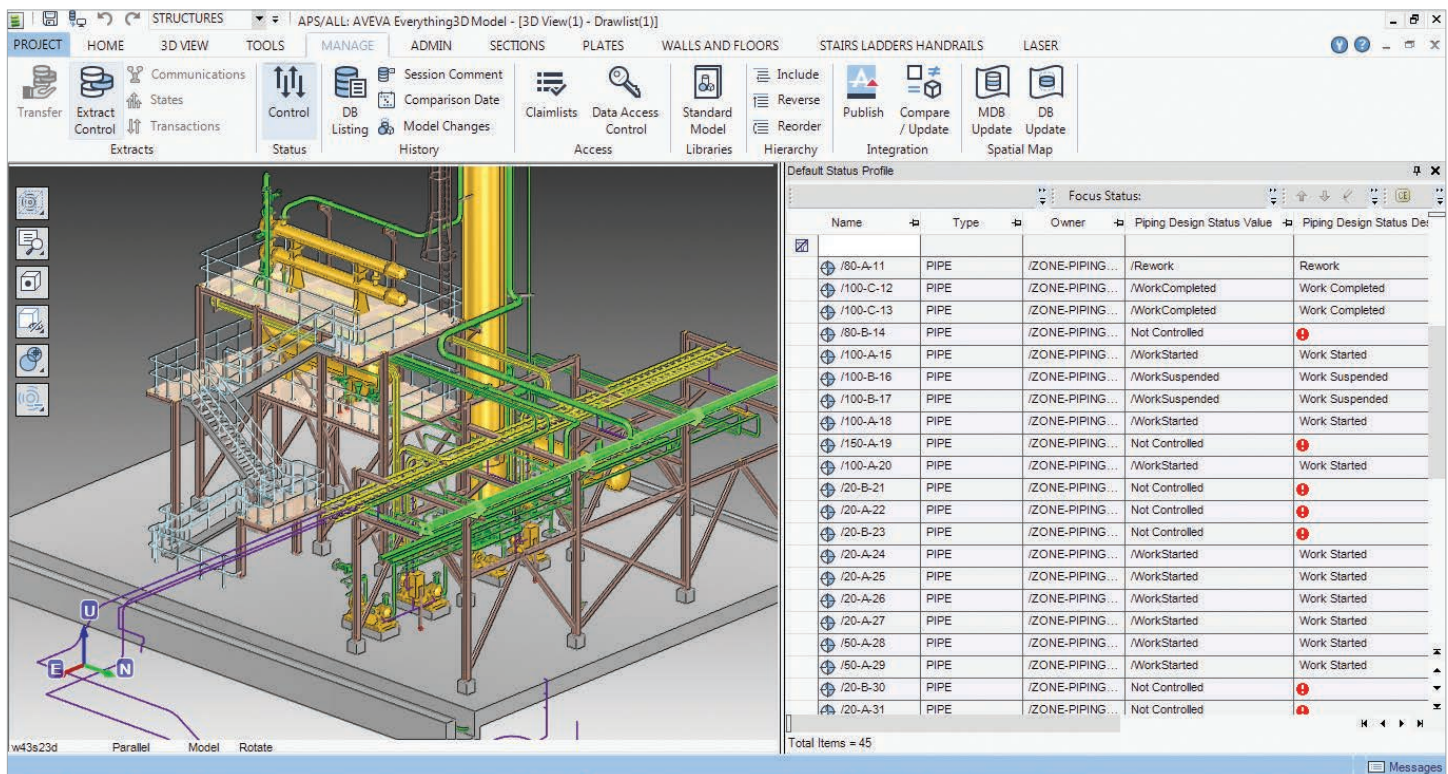 STRUCTURES APS/ALL: AVEVA Everything3D Model - [3D View(1) - Drawlist(1)]
PROJECT HOME 3D VIEW TOOLS MANAGE ADMIN SECTIONS PLATES WALLS AND FLOORS STAIRS LADDERS HANDRAILS LASER
Transfer
Extract Control
Communications
States
Transactions
Extracts
Control
Status
DB Listing
Session Comment
Comparison Date
Model Changes
History
Claimlists
Data Access Control
Access
Standard Model
Libraries
Include
Reverse
Reorder
Hierarchy
Publish
Compare / Update
Integration
MDB Update
DB Update
Spatial Map
U
E
N
w43s23d Parallel Model Rotate
Default Status Profile
Focus Status:
Name Type Owner Piping Design Status Value Piping Design Status Des
/80-A-11 PIPE /ZONE-PIPING... /Rework Rework
/100-C-12 PIPE /ZONE-PIPING... /WorkCompleted Work Completed
/100-C-13 PIPE /ZONE-PIPING... /WorkCompleted Work Completed
/80-B-14 PIPE /ZONE-PIPING... Not Controlled
/100-A-15 PIPE /ZONE-PIPING... /WorkStarted Work Started
/100-B-16 PIPE /ZONE-PIPING... /WorkSuspended Work Suspended
/100-B-17 PIPE /ZONE-PIPING... /WorkSuspended Work Suspended
/100-A-18 PIPE /ZONE-PIPING... /WorkStarted Work Started
/150-A-19 PIPE /ZONE-PIPING... Not Controlled
/100-A-20 PIPE /ZONE-PIPING... /WorkStarted Work Started
/20-B-21 PIPE /ZONE-PIPING... Not Controlled
/20-A-22 PIPE /ZONE-PIPING... Not Controlled
/20-B-23 PIPE /ZONE-PIPING... Not Controlled
/20-A-24 PIPE /ZONE-PIPING... /WorkStarted Work Started
/20-A-25 PIPE /ZONE-PIPING... /WorkStarted Work Started
/20-A-26 PIPE /ZONE-PIPING... /WorkStarted Work Started
/20-A-27 PIPE /ZONE-PIPING... /WorkStarted Work Started
/50-A-28 PIPE /ZONE-PIPING... /WorkStarted Work Started
/50-A-29 PIPE /ZONE-PIPING... /WorkStarted Work Started
/20-B-30 PIPE /ZONE-PIPING... Not Controlled
/20-A-31 PIPE /ZONE-PIPING... Not Controlled
Total Items = 45
Messages